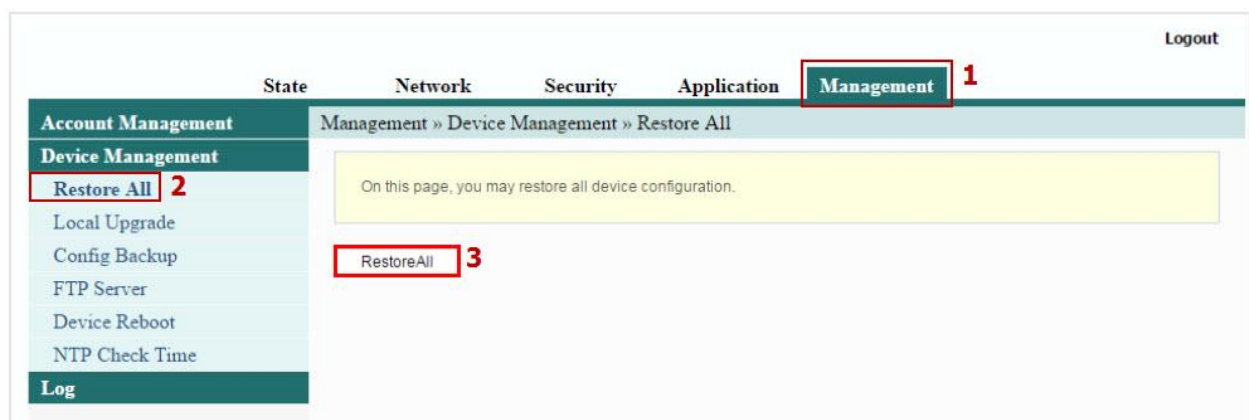 Logout
State Network Security Application Management 1
Account Management
Management » Device Management » Restore All
Device Management
Restore All 2
On this page, you may restore all device configuration.
Local Upgrade
Config Backup
RestoreAll 3
FTP Server
Device Reboot
NTP Check Time
Log